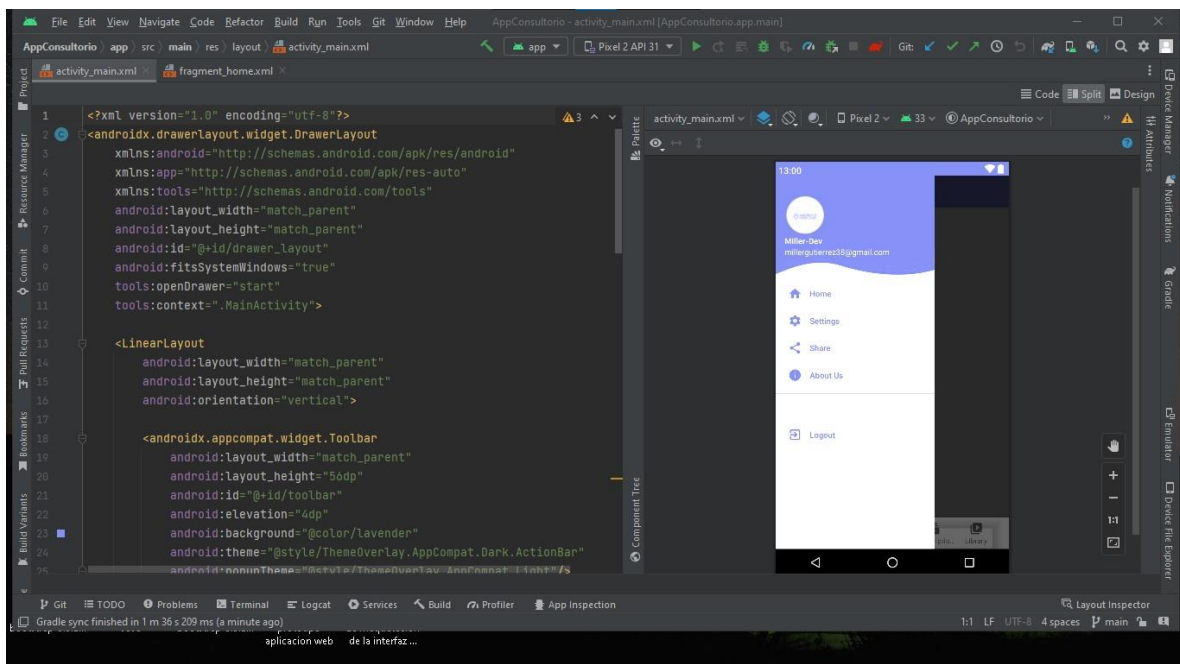 File Edit View Navigate Code Refactor Build Run Tools Git Window Help AppConsultorio - activity_main.xml [AppConsultorio.app.main]
AppConsultorio app src main res layout activity_main.xml app Pixel 2 API 31 Git:
activity_main.xml fragment_home.xml
Code Split Design
Project
Resource Manager
Commit
Pull Requests
Bookmarks
Build Variants
1 <?xml version="1.0" encoding="utf-8"?> 3
2 <androidx.drawerlayout.widget.DrawerLayout
3 xmlns:android="http://schemas.android.com/apk/res/android"
4 xmlns:app="http://schemas.android.com/apk/res-auto"
5 xmlns:tools="http://schemas.android.com/tools"
6 android:layout_width="match_parent"
7 android:layout_height="match_parent"
8 android:id="@+id/drawer_layout"
9 android:fitsSystemWindows="true"
10 tools:openDrawer="start"
11 tools:context=".MainActivity">
12
13 <LinearLayout
14 android:layout_width="match_parent"
15 android:layout_height="match_parent"
16 android:orientation="vertical">
17
18 <androidx.appcompat.widget.Toolbar
19 android:layout_width="match_parent"
20 android:layout_height="56dp"
21 android:id="@+id/toolbar"
22 android:elevation="4dp"
23 android:background="@color/lavender"
24 android:theme="@style/ThemeOverlay.AppCompat.Dark.ActionBar"
25 android:popupTheme="@style/ThemeOverlay.AppCompat.Light"/>
Palette
Component Tree
activity_main.xml Pixel 2 33 AppConsultorio
13:00
MIller-Dev
millergutierrez38@gmail.com
Home
Settings
Share
About Us
Logout
Library
1:1
Device Manager
Attributes
Notifications
Gradle
Emulator
Device File Explorer
Git TODO Problems Terminal Logcat Services Build Profiler App Inspection Layout Inspector
Gradle sync finished in 1 m 36 s 209 ms (a minute ago) 1:1 LF UTF-8 4 spaces main
aplicacion web de la interfaz ...